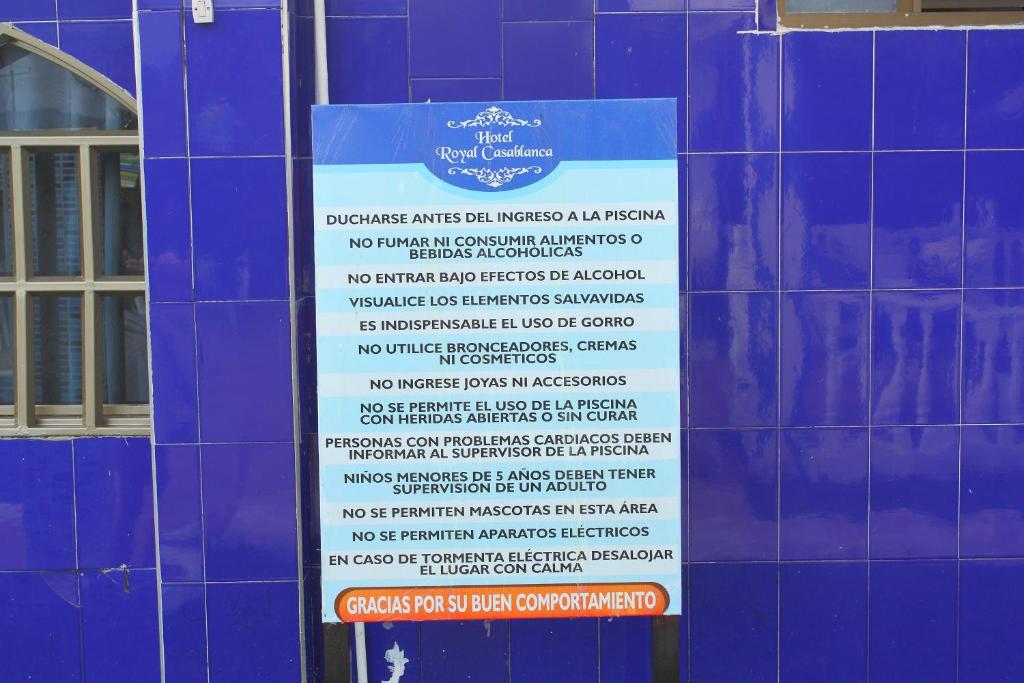 Hotel
Royal Casablanca
DUCHARSE ANTES DEL INGRESO A LA PISCINA
NO FUMAR NI CONSUMIR ALIMENTOS O
BEBIDAS ALCOHÓLICAS
NO ENTRAR BAJO EFECTOS DE ALCOHOL
VISUALICE LOS ELEMENTOS SALVAVIDAS
ES INDISPENSABLE EL USO DE GORRO
NO UTILICE BRONCEADORES, CREMAS
NI COSMETICOS
NO INGRESE JOYAS NI ACCESORIOS
NO SE PERMITE EL USO DE LA PISCINA
CON HERIDAS ABIERTAS O SIN CURAR
PERSONAS CON PROBLEMAS CARDIACOS DEBEN
INFORMAR AL SUPERVISOR DE LA PISCINA
NIÑOS MENORES DE 5 AÑOS DEBEN TENER
SUPERVISIÓN DE UN ADULTO
NO SE PERMITEN MASCOTAS EN ESTA ÁREA
NO SE PERMITEN APARATOS ELÉCTRICOS
EN CASO DE TORMENTA ELÉCTRICA DESALOJAR
EL LUGAR CON CALMA
GRACIAS POR SU BUEN COMPORTAMIENTO